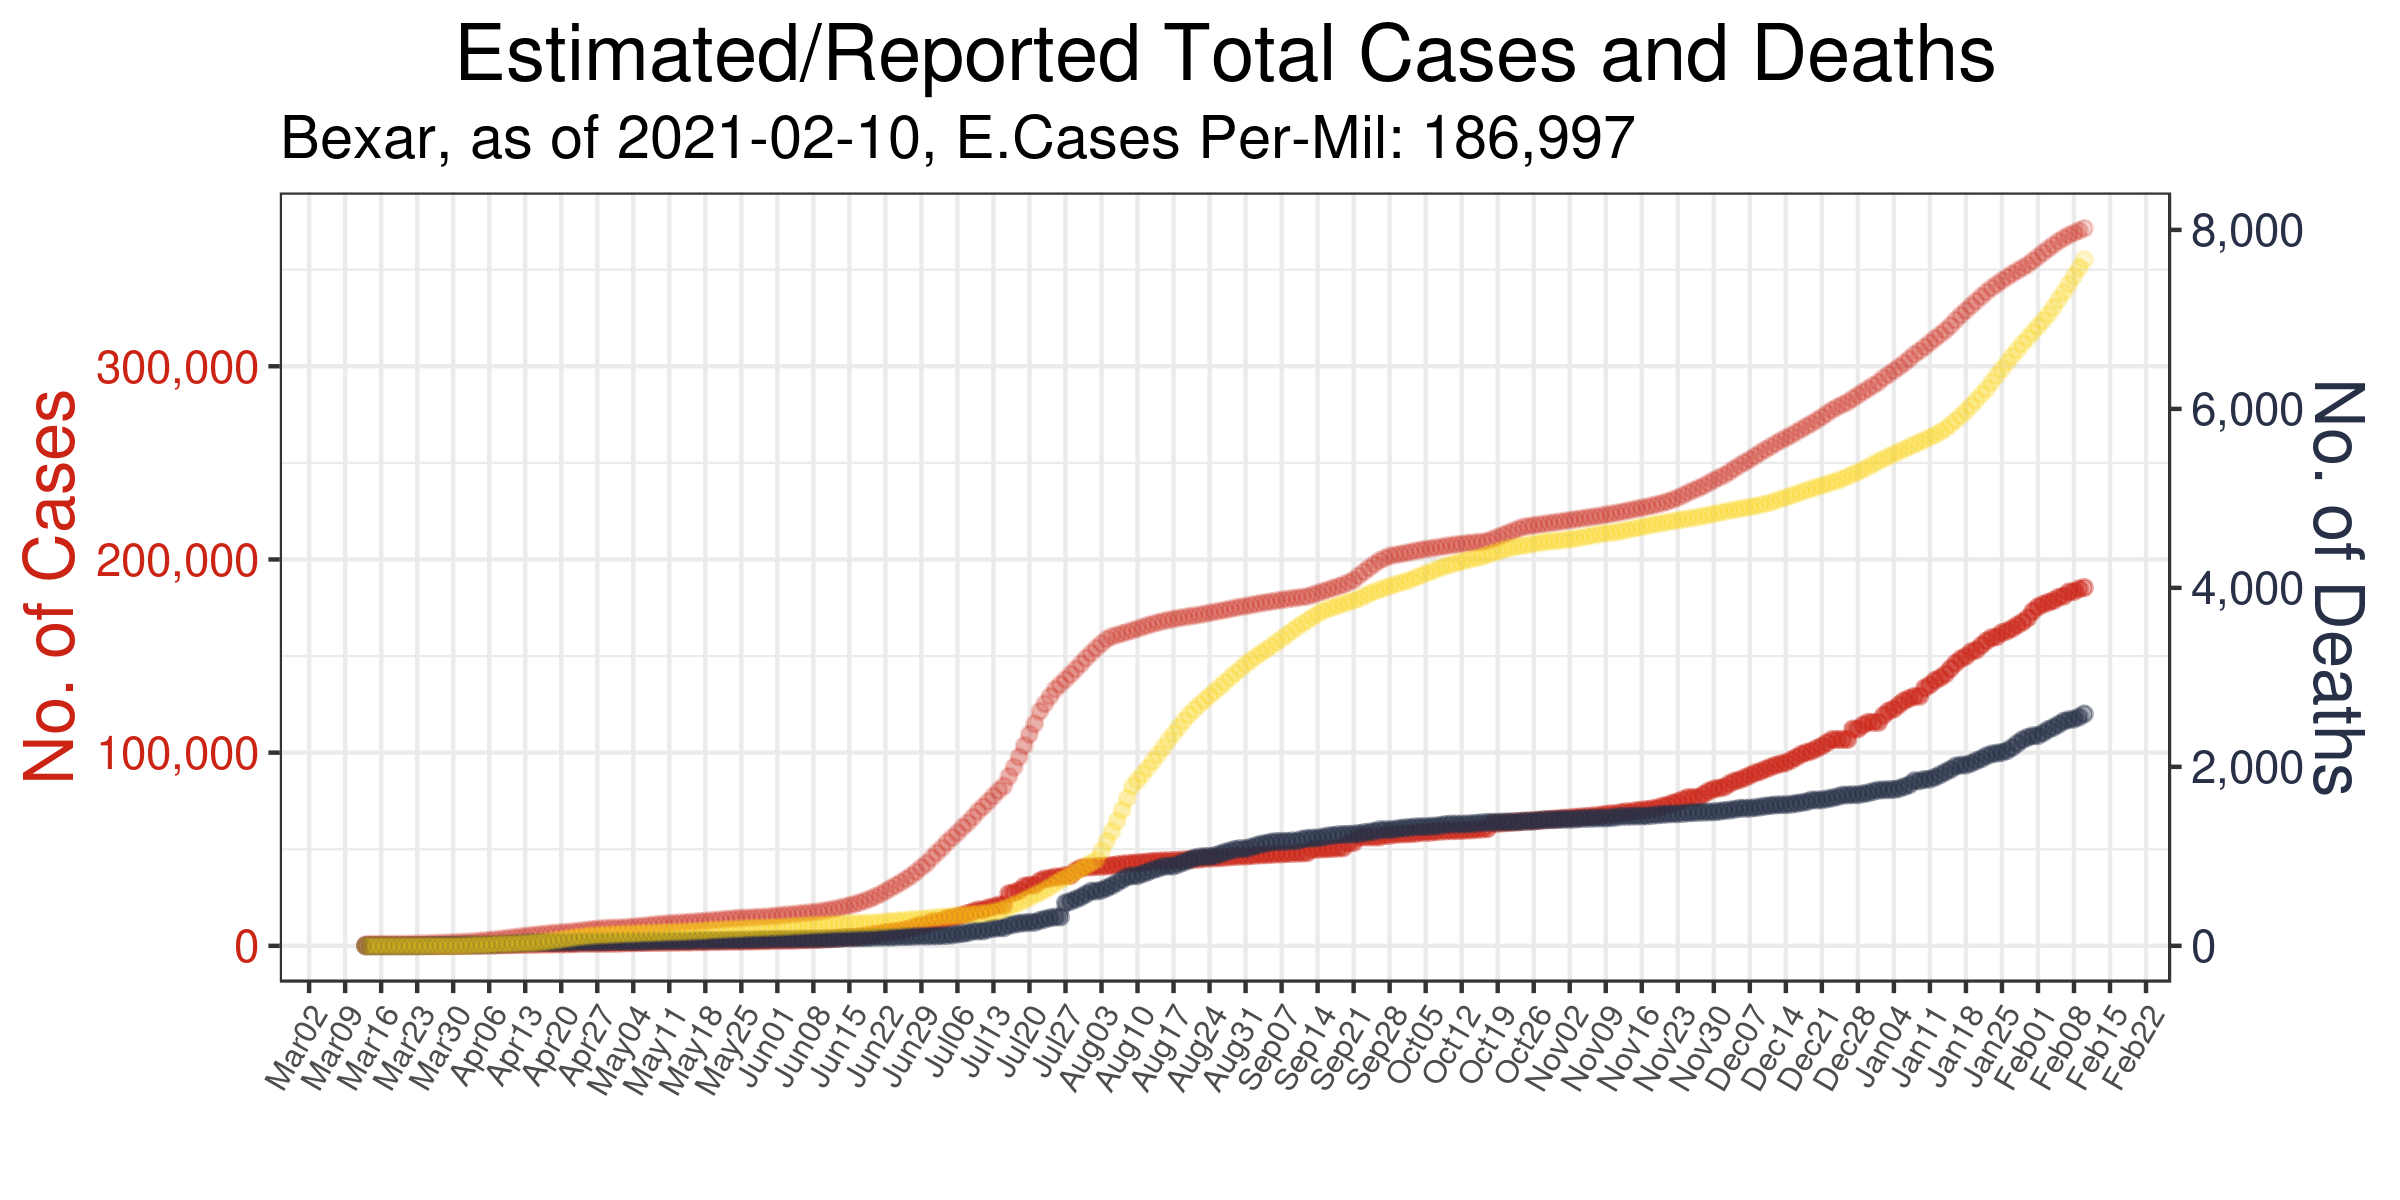 Estimated/Reported Total Cases and Deaths
Bexar, as of 2021-02-10, E.Cases Per-Mil: 186,997
No. of Cases
300,000
200,000
100,000
0
8,000
6,000
4,000
2,000
0
No. of Deaths
Mar02
Mar09
Mar16
Mar23
Mar30
Apr06
Apr13
Apr20
Apr27
May04
May11
May18
May25
Jun01
Jun08
Jun15
Jun22
Jun29
Jul06
Jul13
Jul20
Jul27
Aug03
Aug10
Aug17
Aug24
Aug31
Sep07
Sep14
Sep21
Sep28
Oct05
Oct12
Oct19
Oct26
Nov02
Nov09
Nov16
Nov23
Nov30
Dec07
Dec14
Dec21
Dec28
Jan04
Jan11
Jan18
Jan25
Feb01
Feb08
Feb15
Feb22